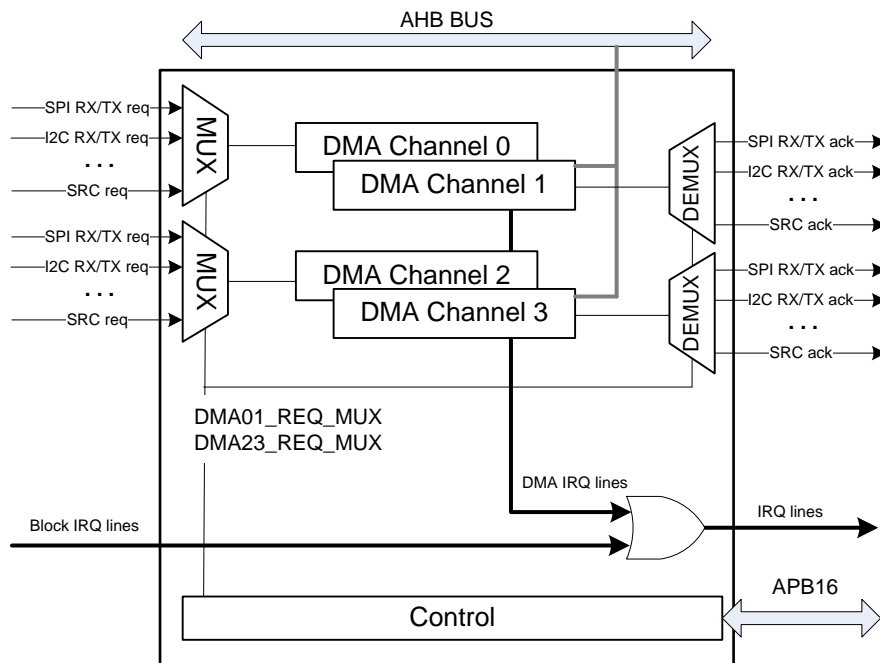 AHB BUS
SPI RX/TX req
I2C RX/TX req
. . .
SRC req
MUX
DMA Channel 0
DMA Channel 1
DEMUX
SPI RX/TX ack
I2C RX/TX ack
. . .
SRC ack
SPI RX/TX req
I2C RX/TX req
. . .
SRC req
MUX
DMA Channel 2
DMA Channel 3
DEMUX
SPI RX/TX ack
I2C RX/TX ack
. . .
SRC ack
DMA01_REQ_MUX
DMA23_REQ_MUX
DMA IRQ lines
Block IRQ lines
IRQ lines
APB16
Control